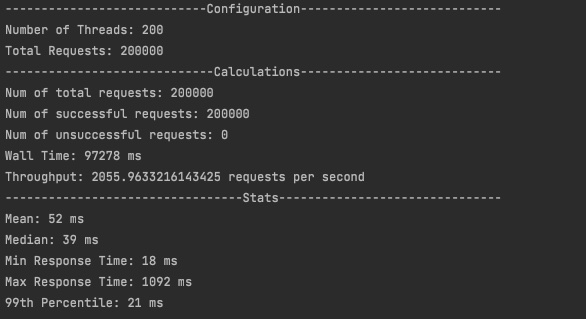 ----------------------------Configuration----------------------------
Number of Threads: 200
Total Requests: 200000
-----------------------------Calculations----------------------------
Num of total requests: 200000
Num of successful requests: 200000
Num of unsuccessful requests: 0
Wall Time: 97278 ms
Throughput: 2055.9633216143425 requests per second
---------------------------------Stats-------------------------------
Mean: 52 ms
Median: 39 ms
Min Response Time: 18 ms
Max Response Time: 1092 ms
99th Percentile: 21 ms